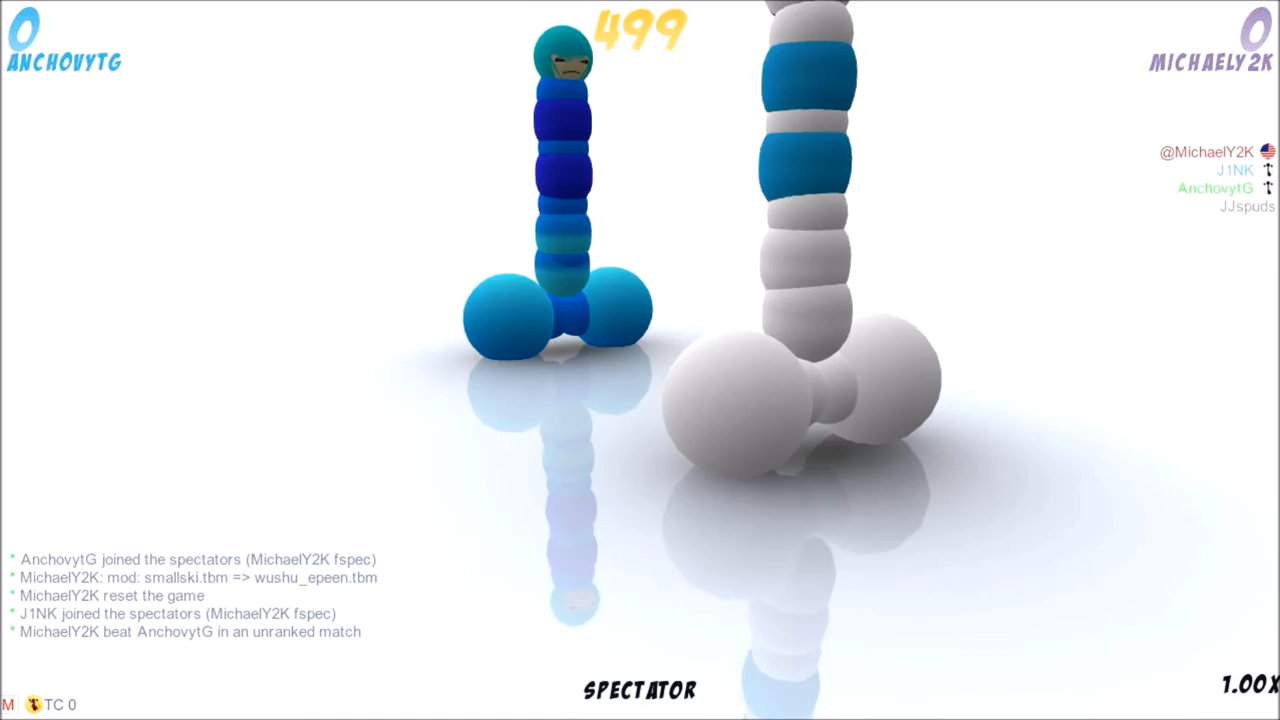 0
ANCHOVYTG
499
0
MICHAELY2K
@MichaelY2K
J1NK
AnchovytG
JJspuds
* AnchovytG joined the spectators (MichaelY2K fspec)
* MichaelY2K: mod: smallski.tbm => wushu_epeen.tbm
* MichaelY2K reset the game
* J1NK joined the spectators (MichaelY2K fspec)
* MichaelY2K beat AnchovytG in an unranked match
SPECTATOR
1.00X
M TC 0